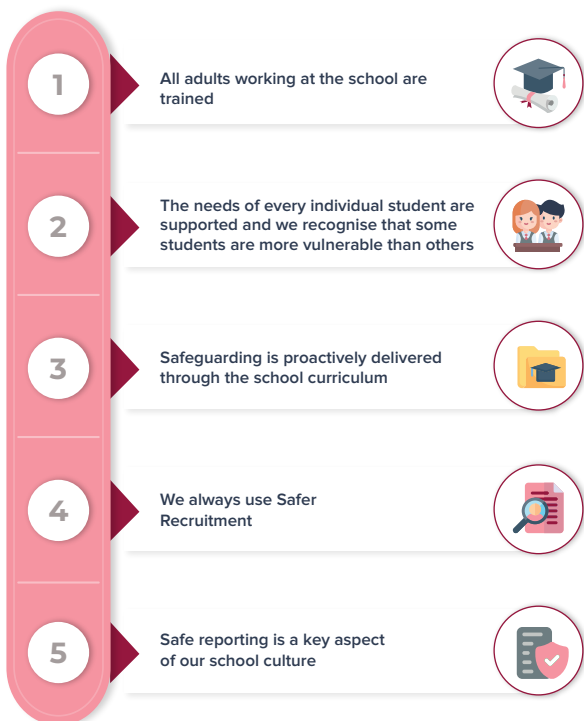 1
All adults working at the school are
trained
2
The needs of every individual student are
supported and we recognise that some
students are more vulnerable than others
3
Safeguarding is proactively delivered
through the school curriculum
4
We always use Safer
Recruitment
5
Safe reporting is a key aspect
of our school culture